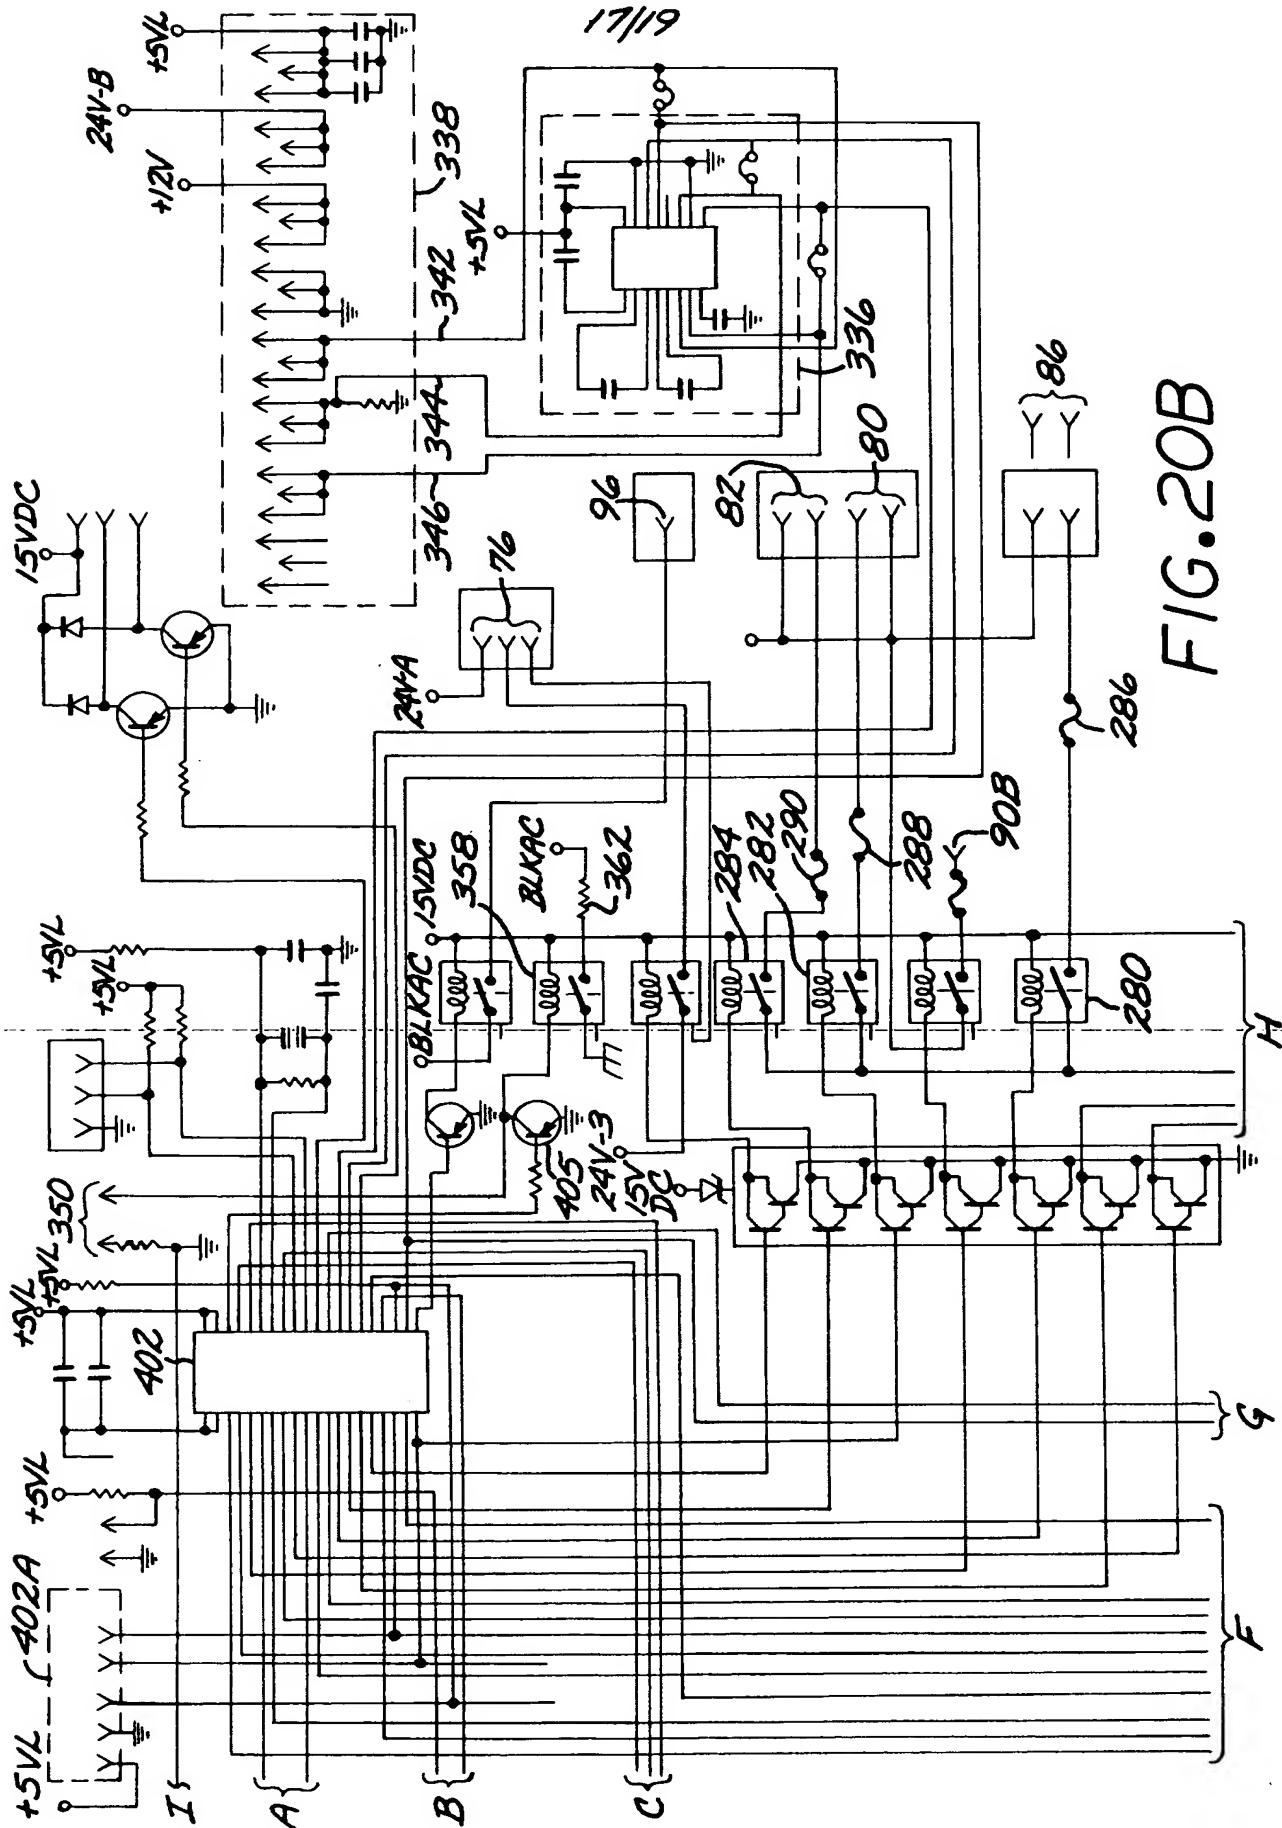 17/19
+5VL
24V-B
+12V
338
342
344
346
+5VL
336
15VDC
76
24V-A
96
82
80
86
FIG.20B
286
+5VL
+5VL
BLKAC
15VDC
358
BLKAC
362
284
282
290
288
90B
280
H
350
405
24V-3
15V
DC
+5VL
+5VL
402
G
+5VL
402A
+5VL
I
A
B
C
F